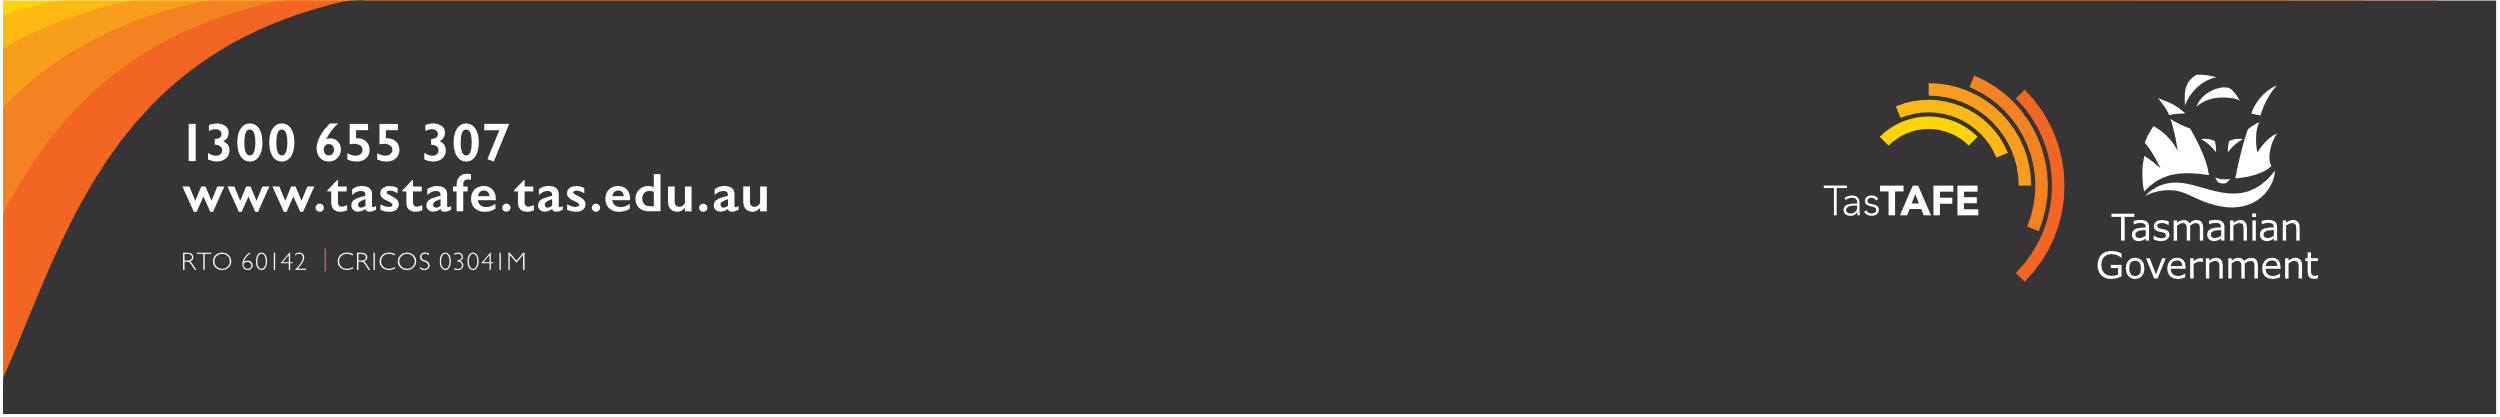 1300 655 307
www.tastafe.tas.edu.au
RTO 60142 | CRICOS 03041M
TasTAFE
Tasmanian
Government